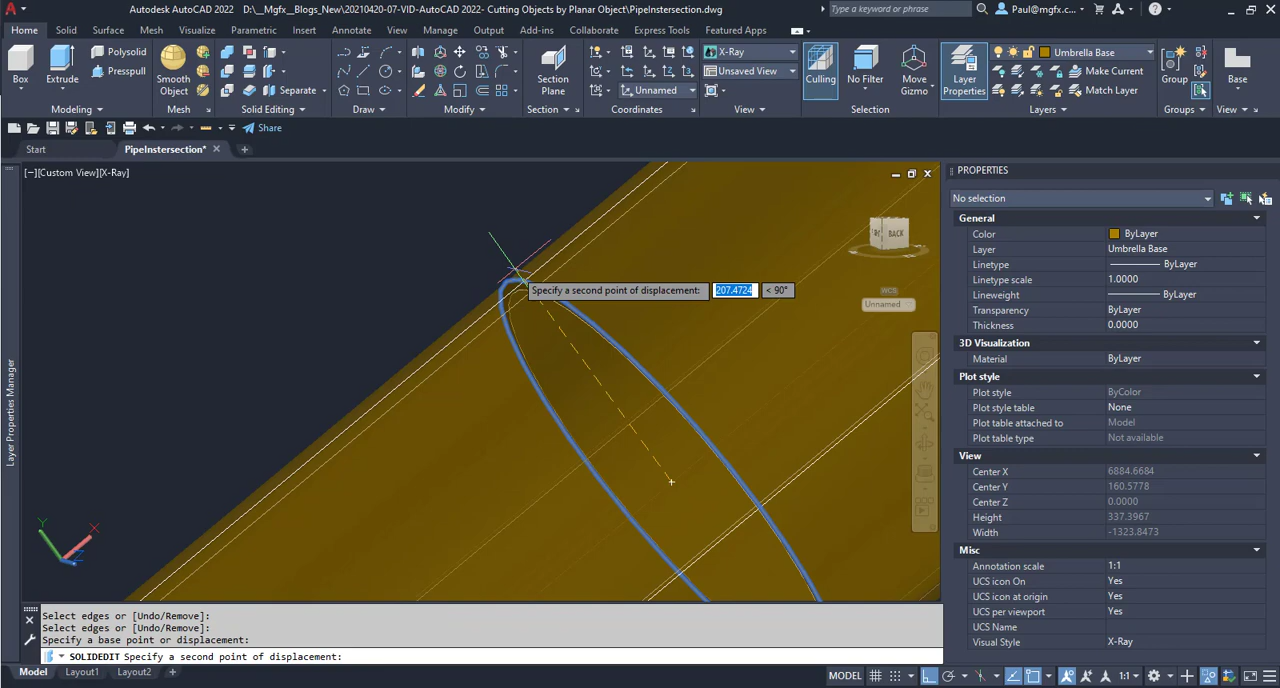 Autodesk AutoCAD 2022 D:\__Mgfx_Blogs_New\20210420-07-VID-AutoCAD 2022- Cutting Objects by Planar Object\PipeInstersection.dwg
Type a keyword or phrase
Paul@mgfx.c...
Home Solid Surface Mesh Visualize Parametric Insert Annotate View Manage Output Add-ins Collaborate Express Tools Featured Apps
Polysolid X-Ray Umbrella Base
Presspull Unsaved View Make Current
Box Extrude Smooth Object Separate Section Plane Unnamed Culling No Filter Move Gizmo Layer Properties Match Layer Group Base
Modeling Mesh Solid Editing Draw Modify Section Coordinates View Selection Layers Groups View
Share
Start PipeInstersection*
[−][Custom View][X-Ray]
PROPERTIES
No selection
General
Color ByLayer
Layer Umbrella Base
Linetype ByLayer
Linetype scale 1.0000
Lineweight ByLayer
Transparency ByLayer
Thickness 0.0000
3D Visualization
Material ByLayer
Plot style
Plot style ByColor
Plot style table None
Plot table attached to Model
Plot table type Not available
View
Center X 6884.6684
Center Y 160.5778
Center Z 0.0000
Height 337.3967
Width -1323.8473
Misc
Annotation scale 1:1
UCS icon On Yes
UCS icon at origin Yes
UCS per viewport Yes
UCS Name
Visual Style X-Ray
BACK
WCS
Unnamed
Specify a second point of displacement: 207.4724 < 90°
Layer Properties Manager
Y X Z
Select edges or [Undo/Remove]:
Select edges or [Undo/Remove]:
Specify a base point or displacement:
SOLIDEDIT Specify a second point of displacement:
Model Layout1 Layout2 +
MODEL 1:1